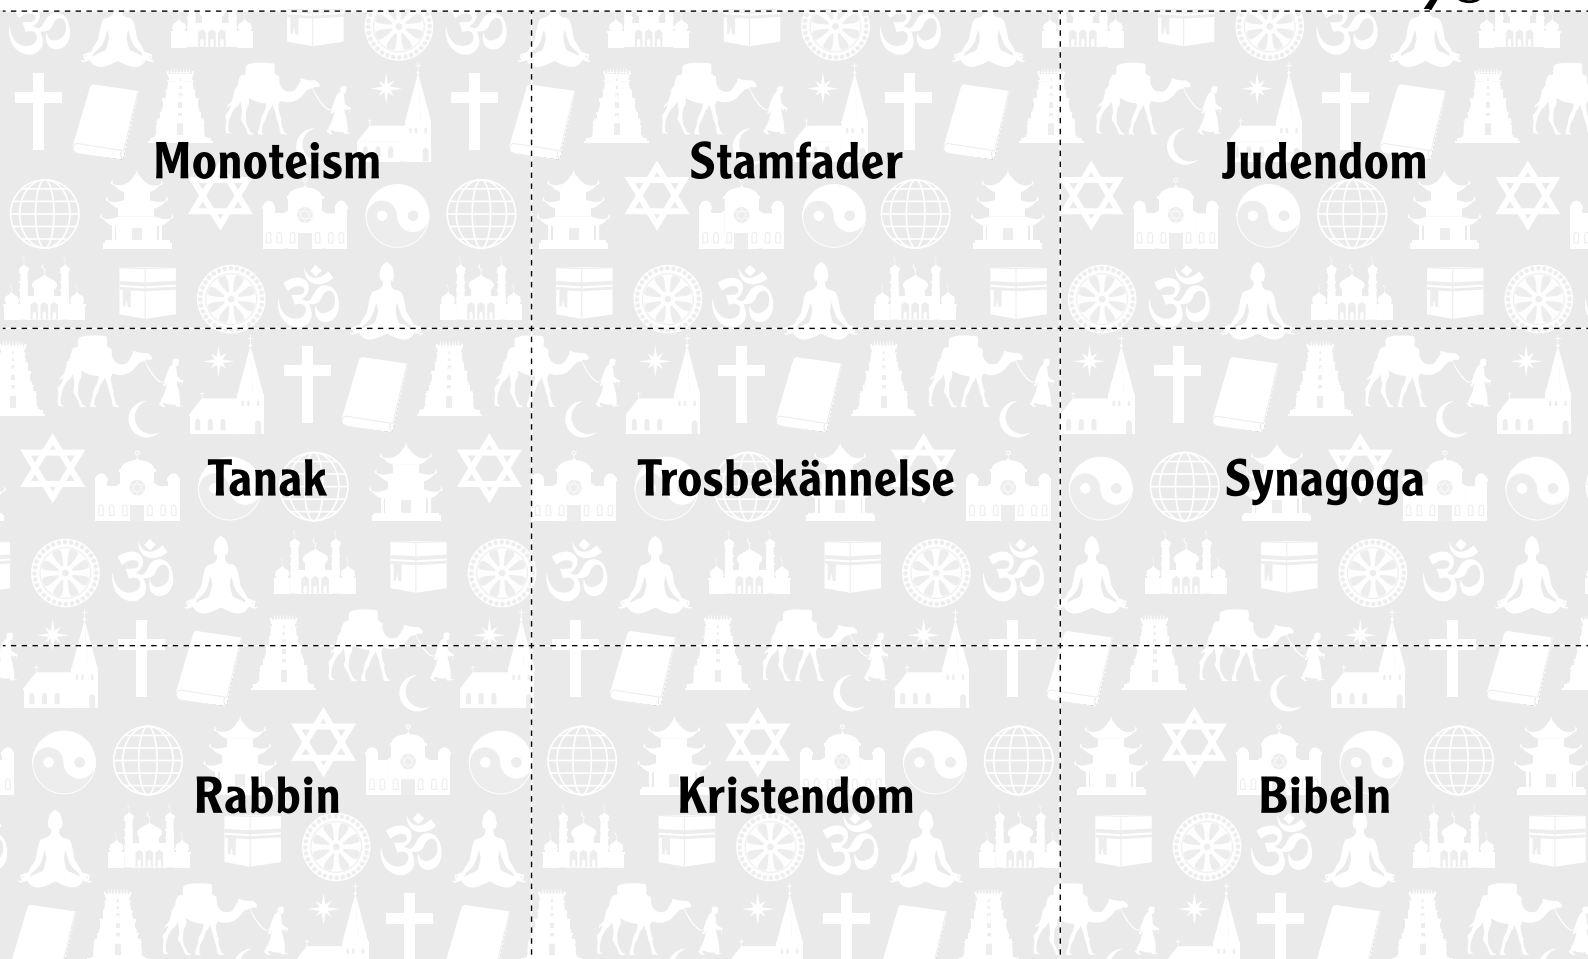 Monoteism
Stamfader
Judendom
Tanak
Trosbekännelse
Synagoga
Rabbin
Kristendom
Bibeln